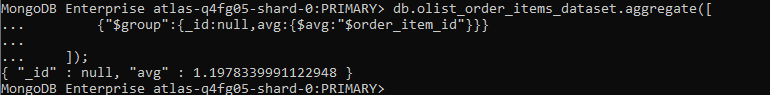 MongoDB Enterprise atlas-q4fg05-shard-0:PRIMARY> db.olist_order_items_dataset.aggregate([
...         {"$group":{_id:null,avg:{$avg:"$order_item_id"}}}
...
...     ]);
{ "_id" : null, "avg" : 1.1978339991122948 }
MongoDB Enterprise atlas-q4fg05-shard-0:PRIMARY>